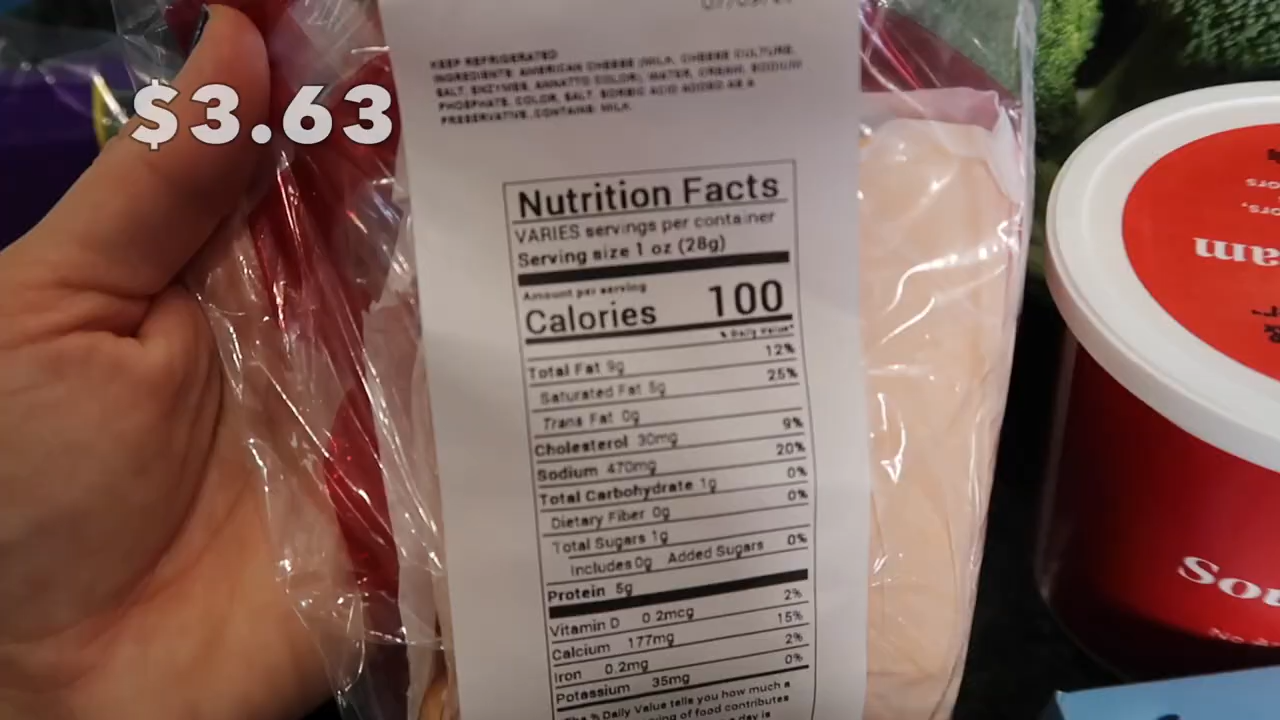 $3.63
KEEP REFRIGERATED
INGREDIENTS: AMERICAN CHEESE (MILK, CHEESE CULTURE,
SALT, ENZYMES, ANNATTO COLOR), WATER, CREAM, SODIUM
PHOSPHATE, COLOR, SALT, SORBIC ACID ADDED AS A
PRESERVATIVE. CONTAINS: MILK.
Nutrition Facts
VARIES servings per container
Serving size 1 oz (28g)
Amount per serving
Calories 100
% Daily Value*
Total Fat 9g 12%
Saturated Fat 5g 25%
Trans Fat 0g
Cholesterol 30mg 9%
Sodium 470mg 20%
Total Carbohydrate 1g 0%
Dietary Fiber 0g 0%
Total Sugars 1g
Includes 0g Added Sugars 0%
Protein 5g
Vitamin D 0.2mcg 2%
Calcium 177mg 15%
Iron 0.2mg 2%
Potassium 35mg 0%
* The % Daily Value tells you how much a
of food contributes
day is